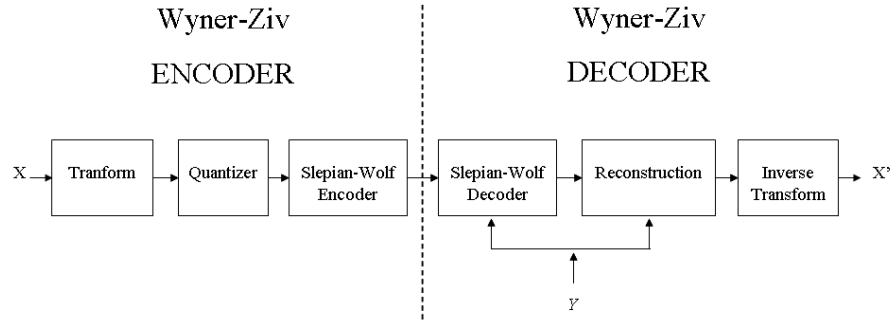 Wyner-Ziv
ENCODER
Wyner-Ziv
DECODER
X
Tranform
Quantizer
Slepian-Wolf
Encoder
Slepian-Wolf
Decoder
Reconstruction
Inverse
Transform
X'
Y